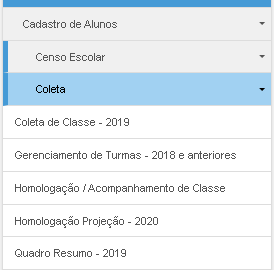 Cadastro de Alunos
Censo Escolar
Coleta
Coleta de Classe - 2019
Gerenciamento de Turmas - 2018 e anteriores
Homologação / Acompanhamento de Classe
Homologação Projeção - 2020
Quadro Resumo - 2019